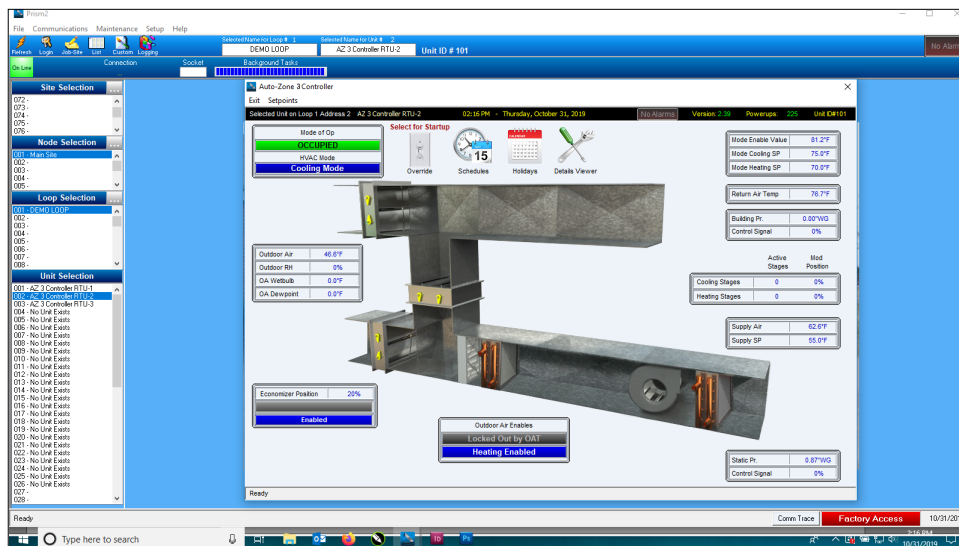 Prism2
File Communications Maintenance Setup Help
Refresh Login Job-Site List Custom Logging
Selected Name for Loop # 1
DEMO LOOP
Selected Name for Unit # 2
AZ 3 Controller RTU-2
Unit ID # 101
No Alarm
On Line
Connection
Socket
Background Tasks
Site Selection
...
072 -
073 -
074 -
075 -
076 -
Node Selection
...
001 - Main Site
002 -
003 -
004 -
005 -
Loop Selection
...
001 - DEMO LOOP
002 -
003 -
004 -
005 -
006 -
007 -
008 -
Unit Selection
001 - AZ 3 Controller RTU-1
002 - AZ 3 Controller RTU-2
003 - AZ 3 Controller RTU-3
004 - No Unit Exists
005 - No Unit Exists
006 - No Unit Exists
007 - No Unit Exists
008 - No Unit Exists
009 - No Unit Exists
010 - No Unit Exists
011 - No Unit Exists
012 - No Unit Exists
013 - No Unit Exists
014 - No Unit Exists
015 - No Unit Exists
016 - No Unit Exists
017 - No Unit Exists
018 - No Unit Exists
019 - No Unit Exists
020 - No Unit Exists
021 - No Unit Exists
022 - No Unit Exists
023 - No Unit Exists
024 - No Unit Exists
025 - No Unit Exists
026 - No Unit Exists
027 -
028 -
Auto-Zone 3 Controller
Exit Setpoints
Selected Unit on Loop 1 Address 2 AZ 3 Controller RTU-2 02:16 PM - Thursday, October 31, 2019 No Alarms Version: 2.39 Powerups: 225 Unit ID#101
Mode of Op
OCCUPIED
HVAC Mode
Cooling Mode
Select for Startup
CALENDAR
15
Override Schedules Holidays Details Viewer
Mode Enable Value 81.2°F
Mode Cooling SP 75.0°F
Mode Heating SP 70.0°F
Return Air Temp 76.7°F
Building Pr. 0.00"WG
Control Signal 0%
Outdoor Air 46.6°F
Outdoor RH 0%
OA Wetbulb 0.0°F
OA Dewpoint 0.0°F
Active Stages Mod Position
Cooling Stages 0 0%
Heating Stages 0 0%
Supply Air 62.6°F
Supply SP 55.0°F
Economizer Position 20%
Enabled
Outdoor Air Enables
Locked Out by OAT
Heating Enabled
Static Pr. 0.87"WG
Control Signal 0%
Ready
Ready
Comm Trace
Factory Access
10/31/201
Type here to search
Id
Ps
2:16 PM
10/31/2019